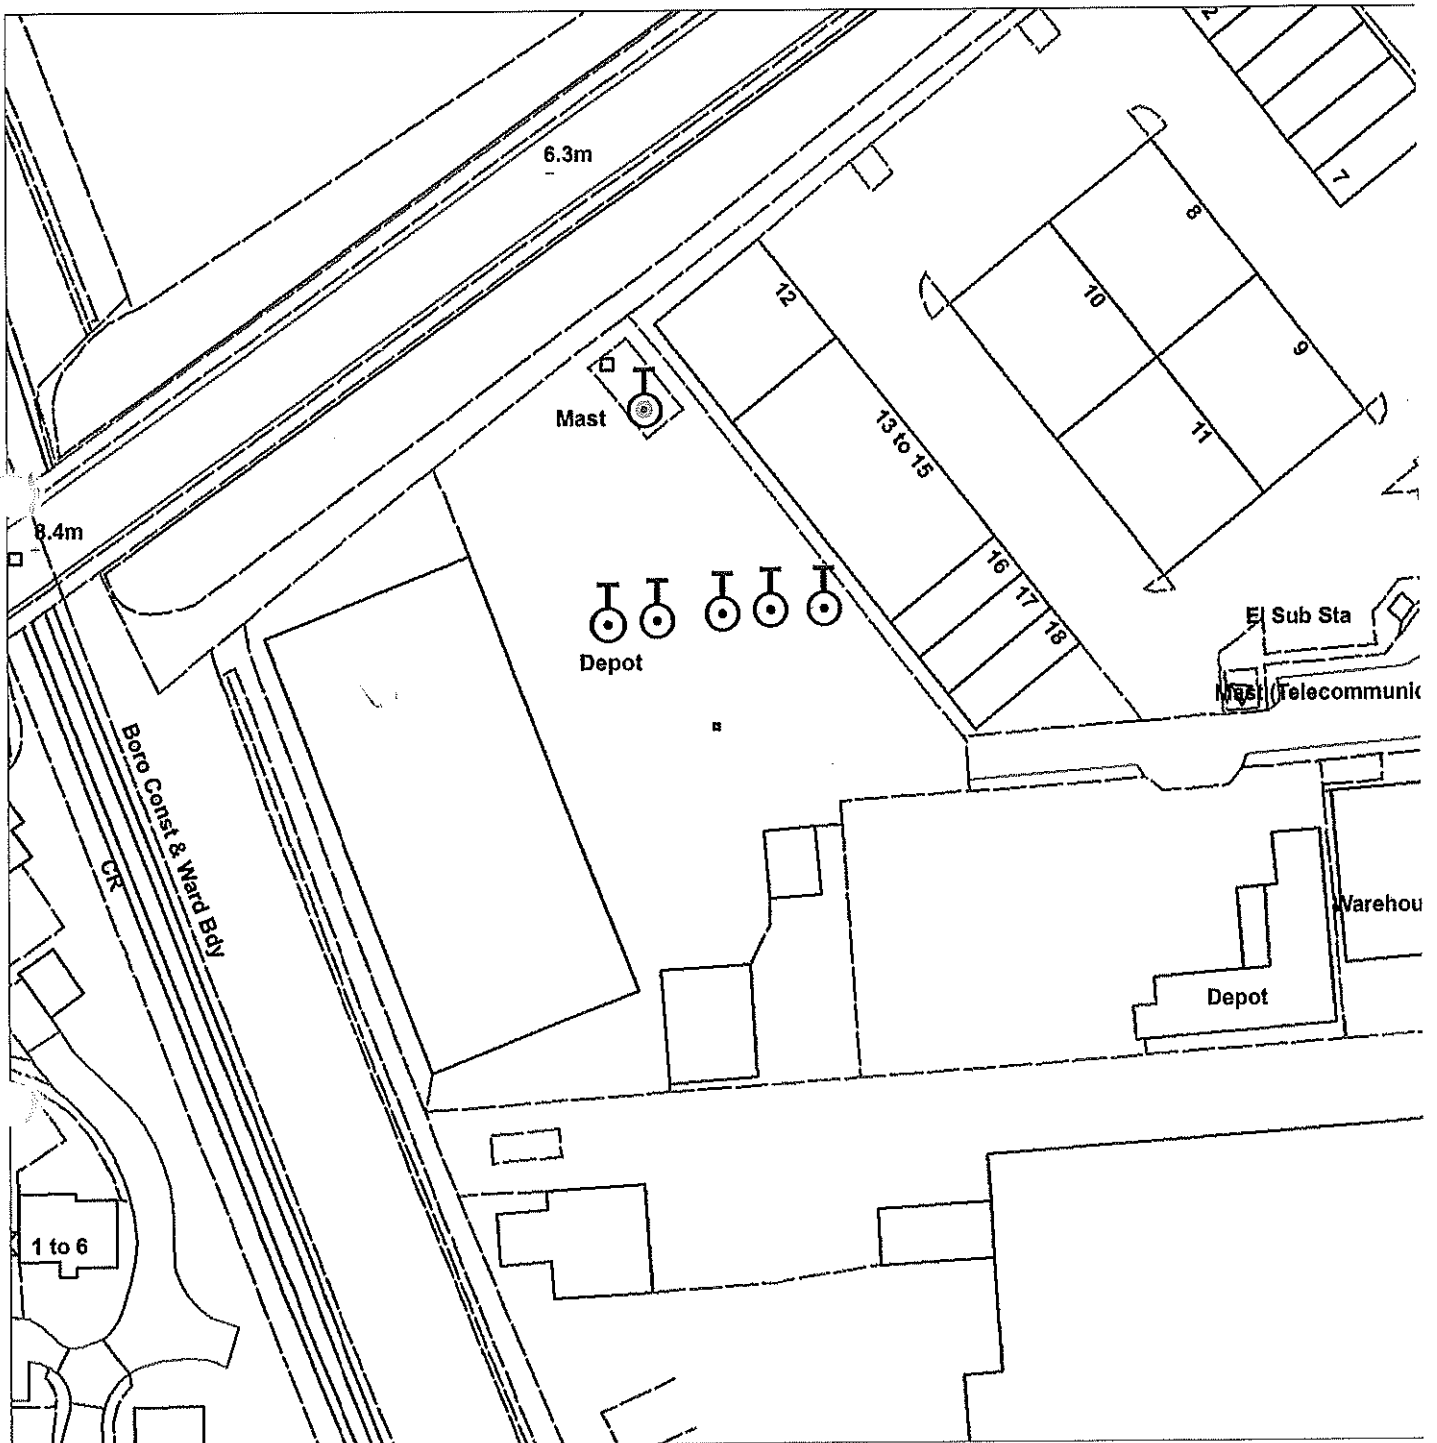 2
6.3m
7
8
12
10
9
Mast
13 to 15
11
8.4m
16
17
El Sub Sta
18
Depot
Mast (Telecommunic
Boro Const & Ward Bdy
CR
Warehou
Depot
1 to 6